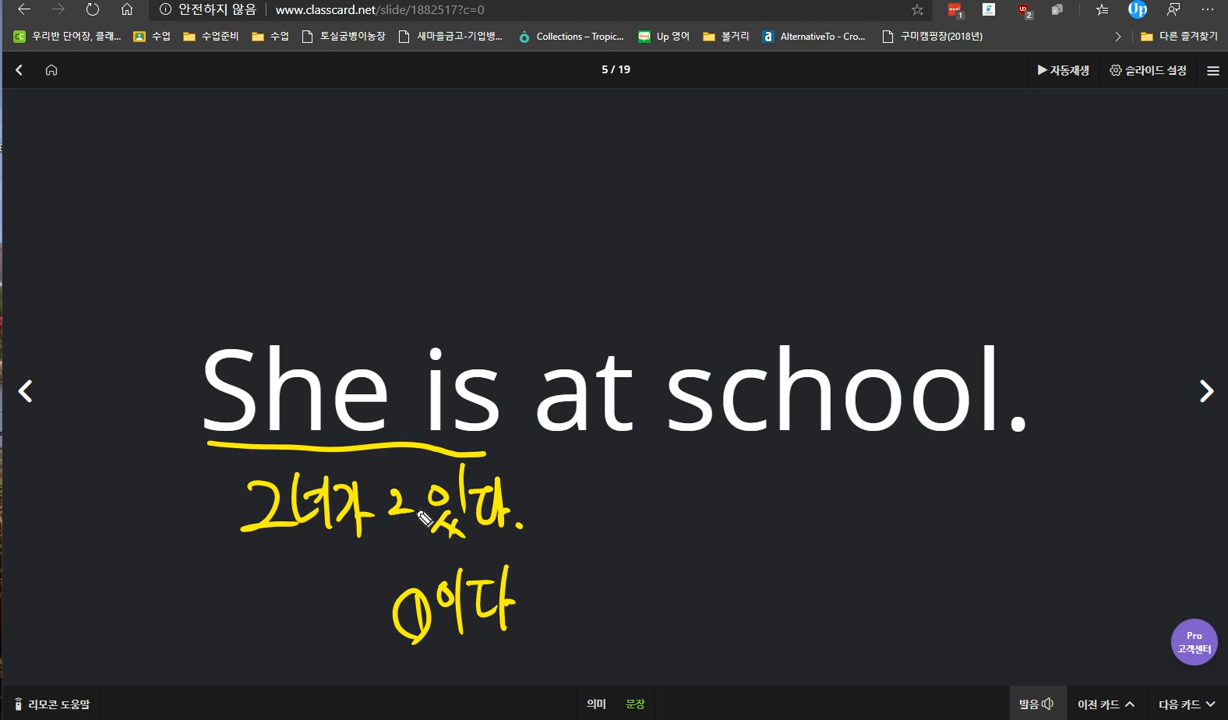 안전하지 않음 www.classcard.net/slide/1882517?c=0
우리반 단어장, 클래... 수업 수업준비 수업 토실굼벵이농장 새마을금고-기업뱅... Collections – Tropic... Up 영어 볼거리 AlternativeTo - Cro... 구미캠핑장(2018년) 다른 즐겨찾기
5 / 19 자동재생 슬라이드 설정
She is at school.
그녀가 2 있다.
① 이다
Pro
고객센터
리모콘 도움말 의미 문장 발음 이전 카드 다음 카드